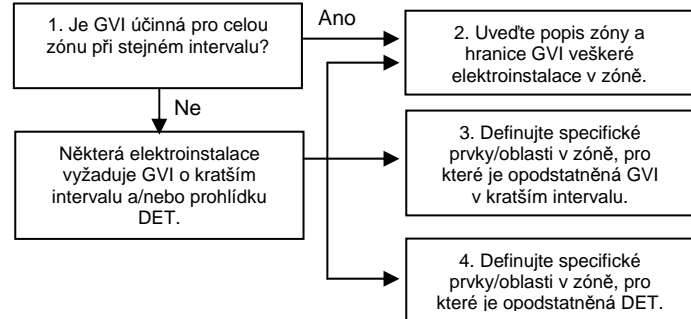 1. Je GVI účinná pro celou
zónu při stejném intervalu?
Ano
2. Uveďte popis zóny a
hranice GVI veškeré
elektroinstalace v zóně.
Ne
Některá elektroinstalace
vyžaduje GVI o kratším
intervalu a/nebo prohlídku
DET.
3. Definujte specifické
prvky/oblasti v zóně, pro
které je opodstatněná GVI
v kratším intervalu.
4. Definujte specifické
prvky/oblasti v zóně, pro
které je opodstatněná DET.